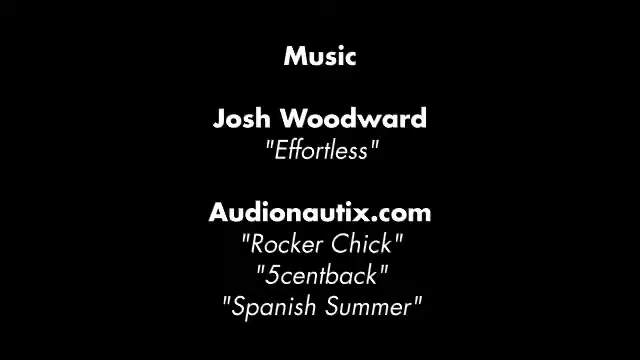 Music
Josh Woodward
"Effortless"
Audionautix.com
"Rocker Chick"
"5centback"
"Spanish Summer"